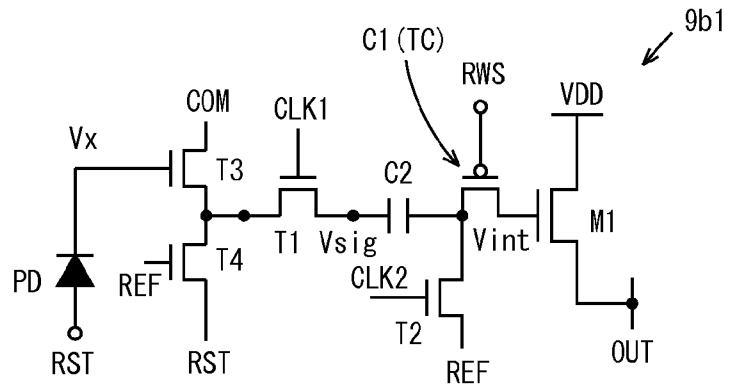 9b1
C1(TC)
RWS
VDD
COM
CLK1
Vx
T3
C2
M1
T1
Vsig
Vint
T4
PD
REF
CLK2
T2
RST
RST
REF
OUT